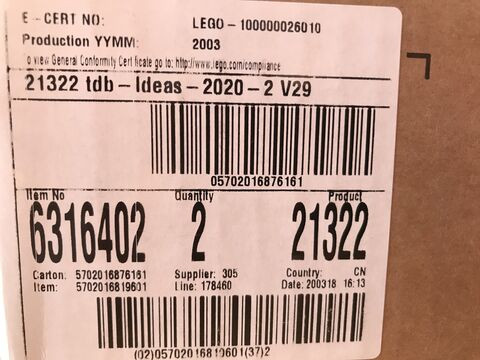 E-CERT NO: LEGO-100000026010
Production YYMM: 2003
o view General Conformity Certificate go to: http://www.lego.com/compliance
21322 tdb-Ideas-2020-2 V29
05702016876161
Item No Quantity Product
6316402 2 21322
Carton: 5702016876161 Supplier: 305 Country: CN
Item: 5702016819601 Line: 178460 Date: 200318 16:13
(02)05702016819601(37)2